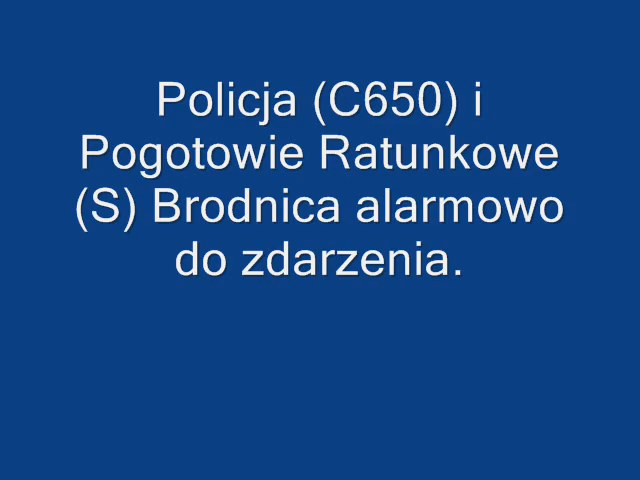 Policja (C650) i
Pogotowie Ratunkowe
(S) Brodnica alarmowo
do zdarzenia.